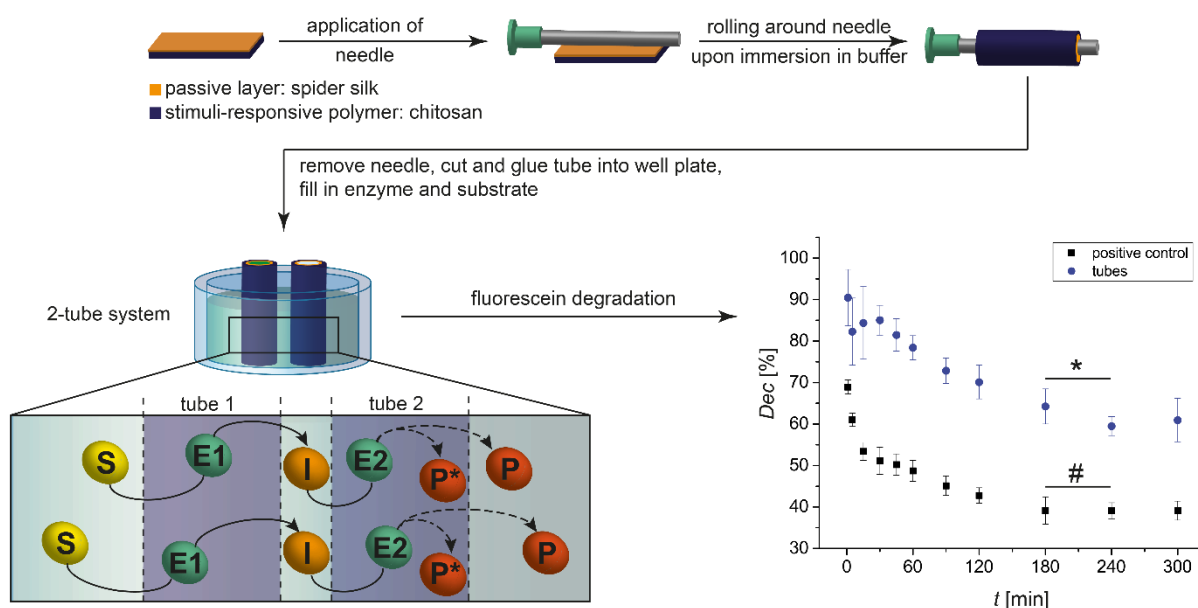 application of
needle
rolling around needle
upon immersion in buffer
passive layer: spider silk
stimuli-responsive polymer: chitosan
remove needle, cut and glue tube into well plate,
fill in enzyme and substrate
2-tube system
fluorescein degradation
tube 1
tube 2
S
E1
I
E2
P*
P
S
E1
I
E2
P*
P
positive control
tubes
Dec [%]
100
90
80
70
60
50
40
30
*
#
0
60
120
180
240
300
t [min]